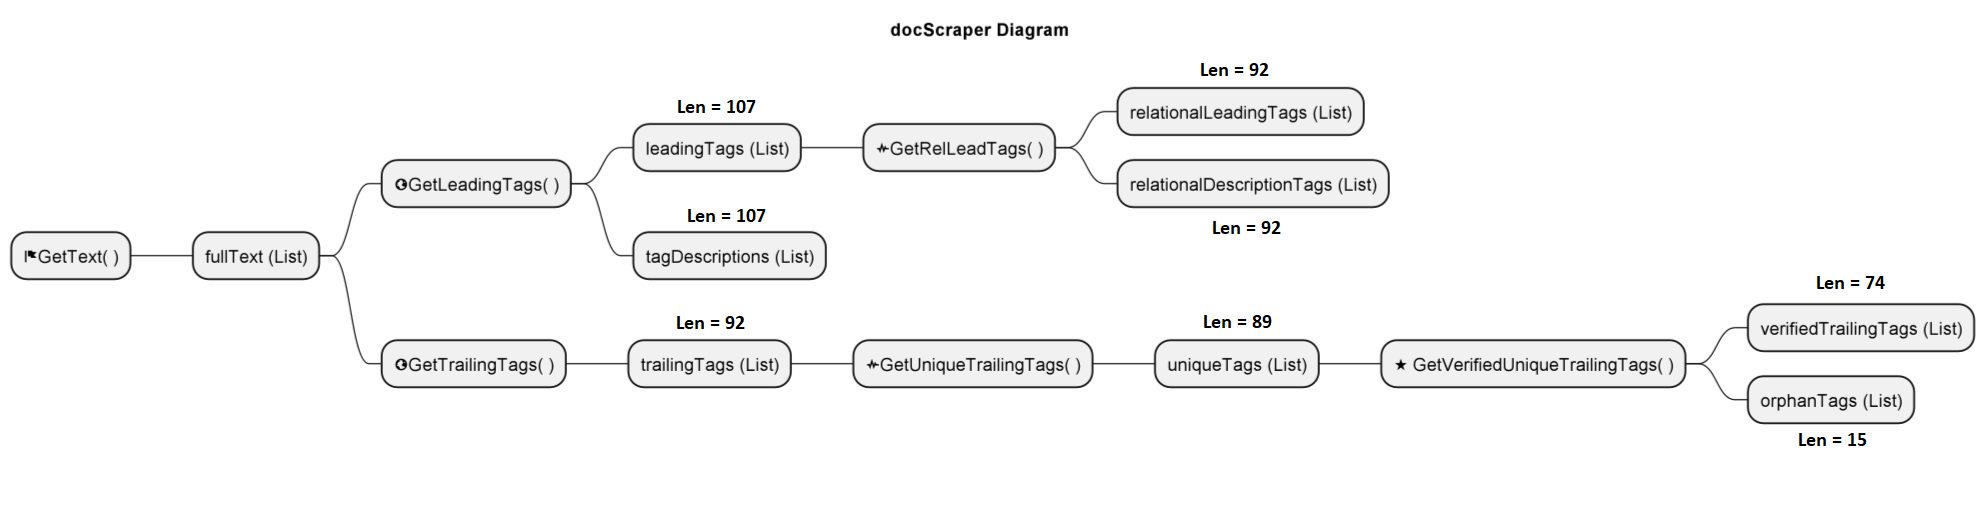 docScraper Diagram
Len = 92
relationalLeadingTags (List)
Len = 107
leadingTags (List)
GetRelLeadTags( )
relationalDescriptionTags (List)
Len = 92
GetLeadingTags( )
Len = 107
tagDescriptions (List)
GetText( )
fullText (List)
Len = 92
GetTrailingTags( )
trailingTags (List)
GetUniqueTrailingTags( )
Len = 89
uniqueTags (List)
GetVerifiedUniqueTrailingTags( )
Len = 74
verifiedTrailingTags (List)
orphanTags (List)
Len = 15